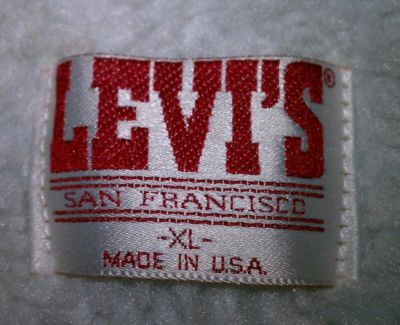 LEVI'S®
SAN FRANCISCO
-XL-
MADE IN U.S.A.